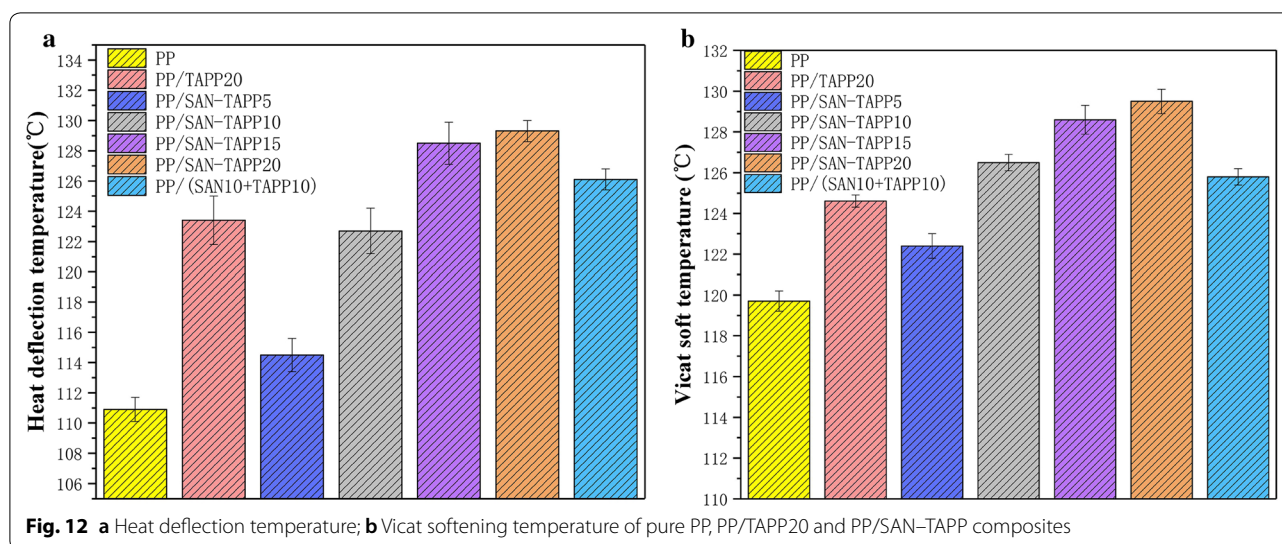 a
Heat deflection temperature(℃)
134
132
130
128
126
124
122
120
118
116
114
112
110
108
106
PP
PP/TAPP20
PP/SAN-TAPP5
PP/SAN-TAPP10
PP/SAN-TAPP15
PP/SAN-TAPP20
PP/(SAN10+TAPP10)
b
Vicat soft temperature (℃)
132
130
128
126
124
122
120
118
116
114
112
110
PP
PP/TAPP20
PP/SAN-TAPP5
PP/SAN-TAPP10
PP/SAN-TAPP15
PP/SAN-TAPP20
PP/(SAN10+TAPP10)
Fig. 12 a Heat deflection temperature; b Vicat softening temperature of pure PP, PP/TAPP20 and PP/SAN–TAPP composites